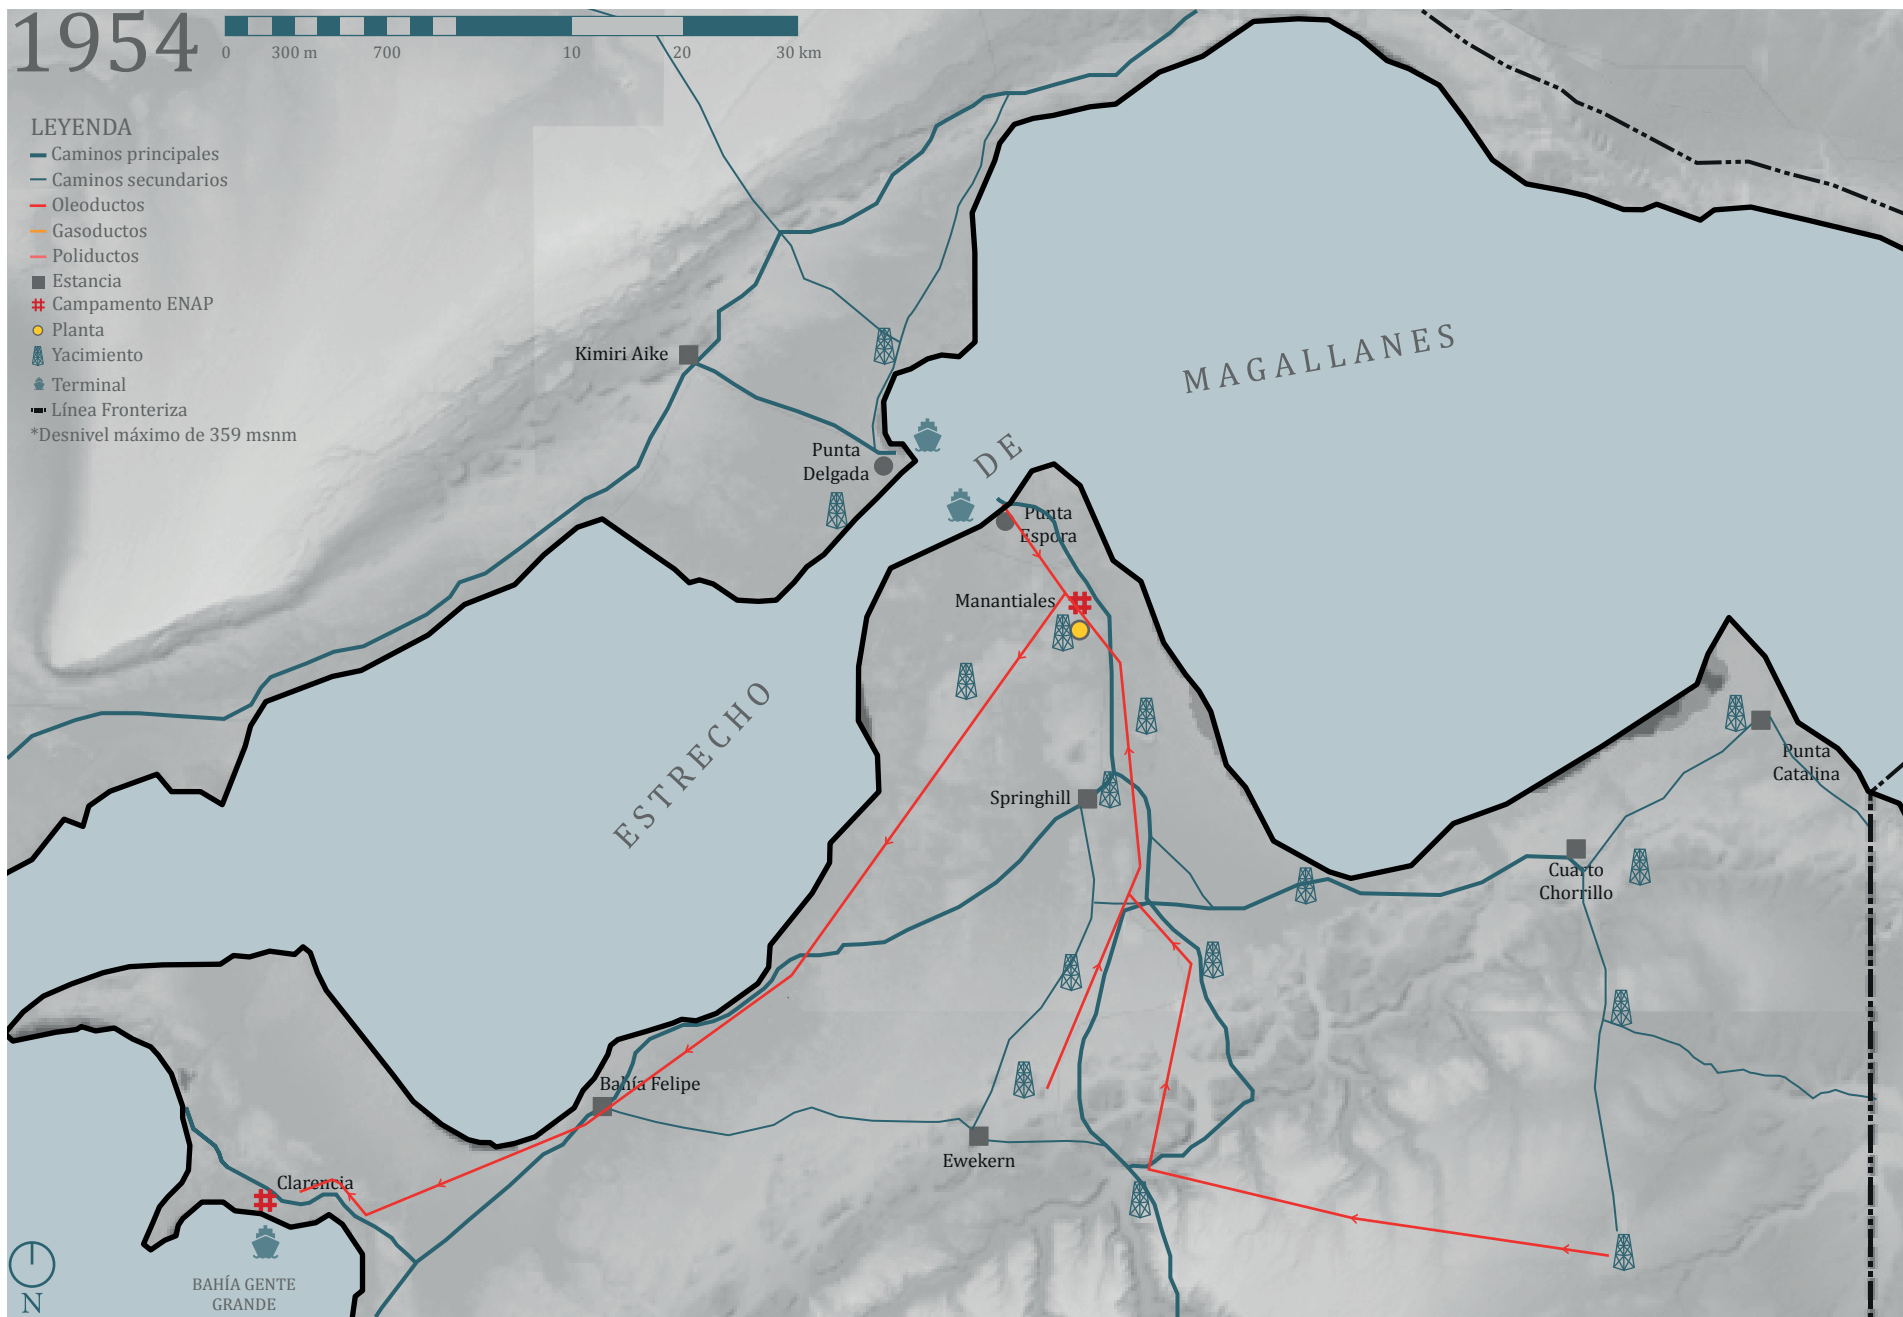 1954
0 300 m 700 10 20 30 km
LEYENDA
Caminos principales
Caminos secundarios
Oleoductos
Gasoductos
Poliductos
Estancia
Campamento ENAP
Planta
Yacimiento
Terminal
Línea Fronteriza
*Desnivel máximo de 359 msnm
Kimiri Aike
Punta
Delgada
ESTRECHO
DE
MAGALLANES
Punta
Espora
Manantiales
Springhill
Punta
Catalina
Cuarto
Chorrillo
Bahía Felipe
Ewekern
Clarencia
BAHÍA GENTE
GRANDE
N